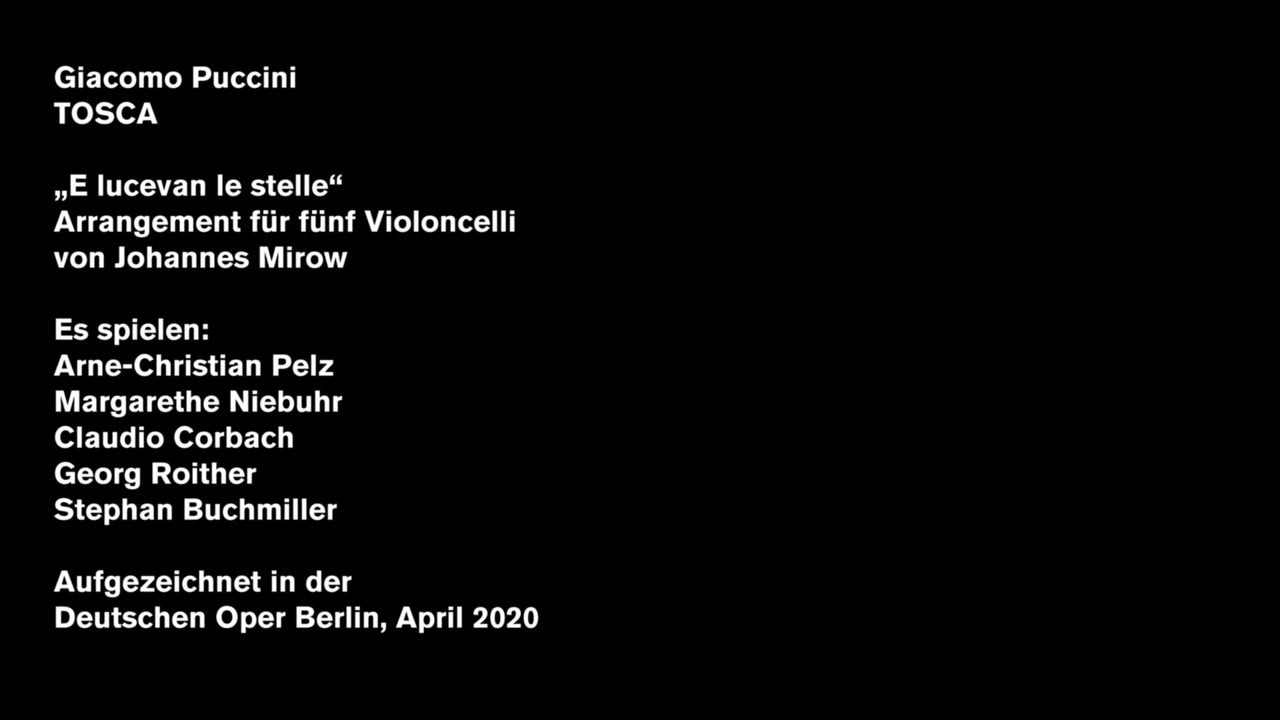 Giacomo Puccini
TOSCA
„E lucevan le stelle“
Arrangement für fünf Violoncelli
von Johannes Mirow
Es spielen:
Arne-Christian Pelz
Margarethe Niebuhr
Claudio Corbach
Georg Roither
Stephan Buchmiller
Aufgezeichnet in der
Deutschen Oper Berlin, April 2020